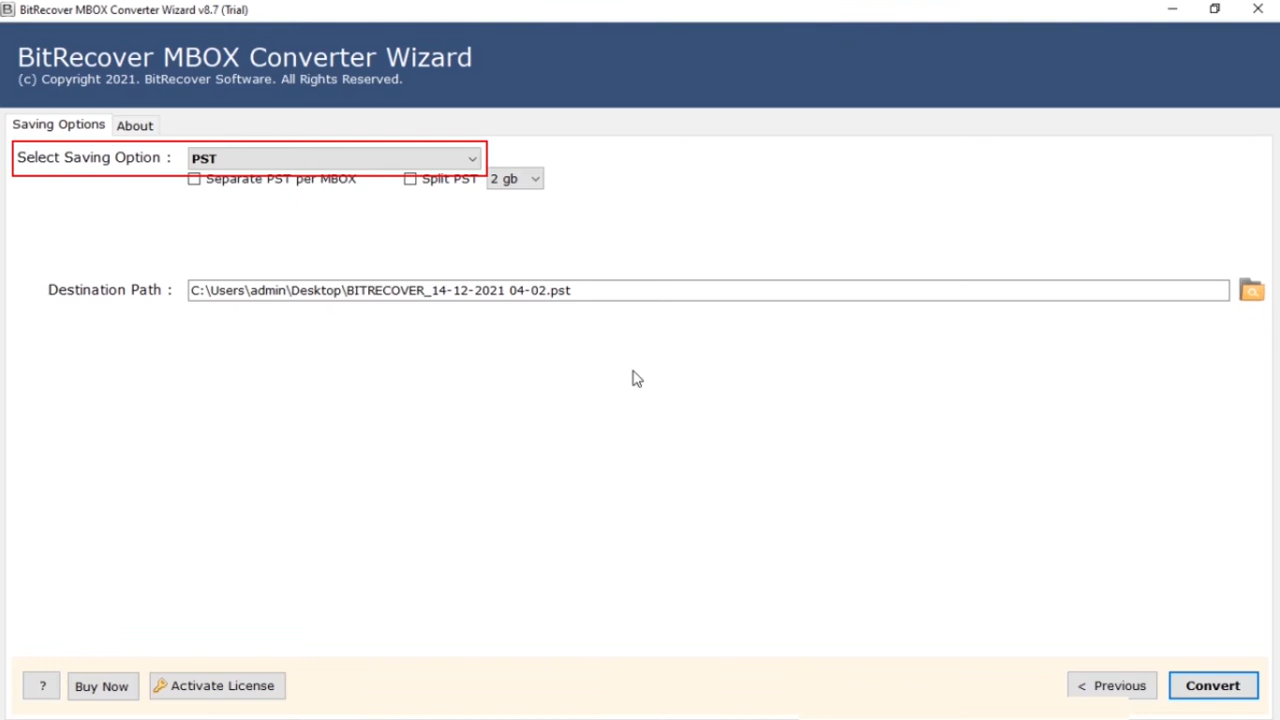 BitRecover MBOX Converter Wizard v8.7 (Trial)
BitRecover MBOX Converter Wizard
(c) Copyright 2021. BitRecover Software. All Rights Reserved.
Saving Options About
Select Saving Option : PST
Separate PST per MBOX Split PST 2 gb
Destination Path : C:\Users\admin\Desktop\BITRECOVER_14-12-2021 04-02.pst
? Buy Now Activate License < Previous Convert